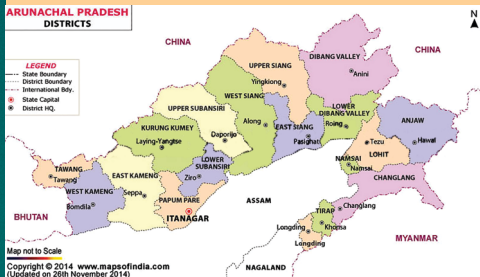 ARUNACHAL PRADESH
DISTRICTS
N
LEGEND
State Boundary
District Boundary
International Bdy.
State Capital
District HQ.
CHINA
CHINA
DIBANG VALLEY
Anini
UPPER SIANG
Yingkiong
WEST SIANG
Along
UPPER SUBANSIRI
Daporijo
LOWER
DIBANG VALLEY
Roing
EAST SIANG
Pasighat
ANJAW
Hawai
KURUNG KUMEY
Laying-Yangtse
LOHIT
Tezu
NAMSAI
Namsai
LOWER
SUBANSIRI
Ziro
TAWANG
Tawang
EAST KAMENG
Seppa
CHANGLANG
Changlang
WEST KAMENG
Bomdila
PAPUM PARE
ITANAGAR
ASSAM
TIRAP
Khonsa
Longding
Longding
BHUTAN
MYANMAR
NAGALAND
Map not to Scale
Copyright © 2014 www.mapsofindia.com
(Updated on 26th November 2014)